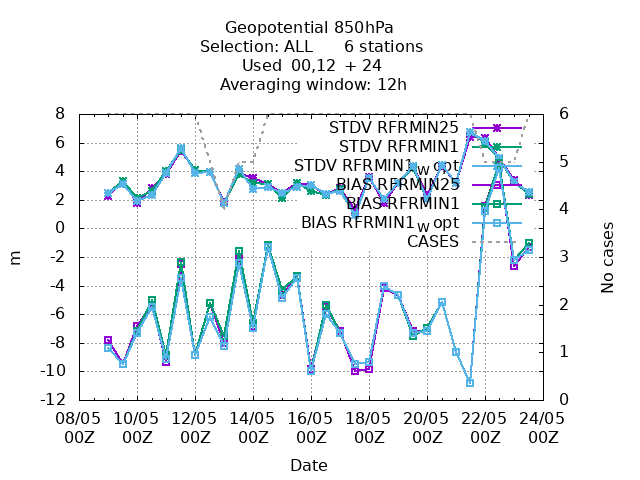 Geopotential 850hPa
Selection: ALL 6 stations
Used 00,12 + 24
Averaging window: 12h
8
6
4
2
0
-2
-4
-6
-8
-10
-12
m
6
5
4
3
2
1
0
No cases
STDV RFRMIN25
STDV RFRMIN1
STDV RFRMIN1w opt
BIAS RFRMIN25
BIAS RFRMIN1
BIAS RFRMIN1w opt
CASES
08/05 10/05 12/05 14/05 16/05 18/05 20/05 22/05 24/05
00Z 00Z 00Z 00Z 00Z 00Z 00Z 00Z 00Z
Date